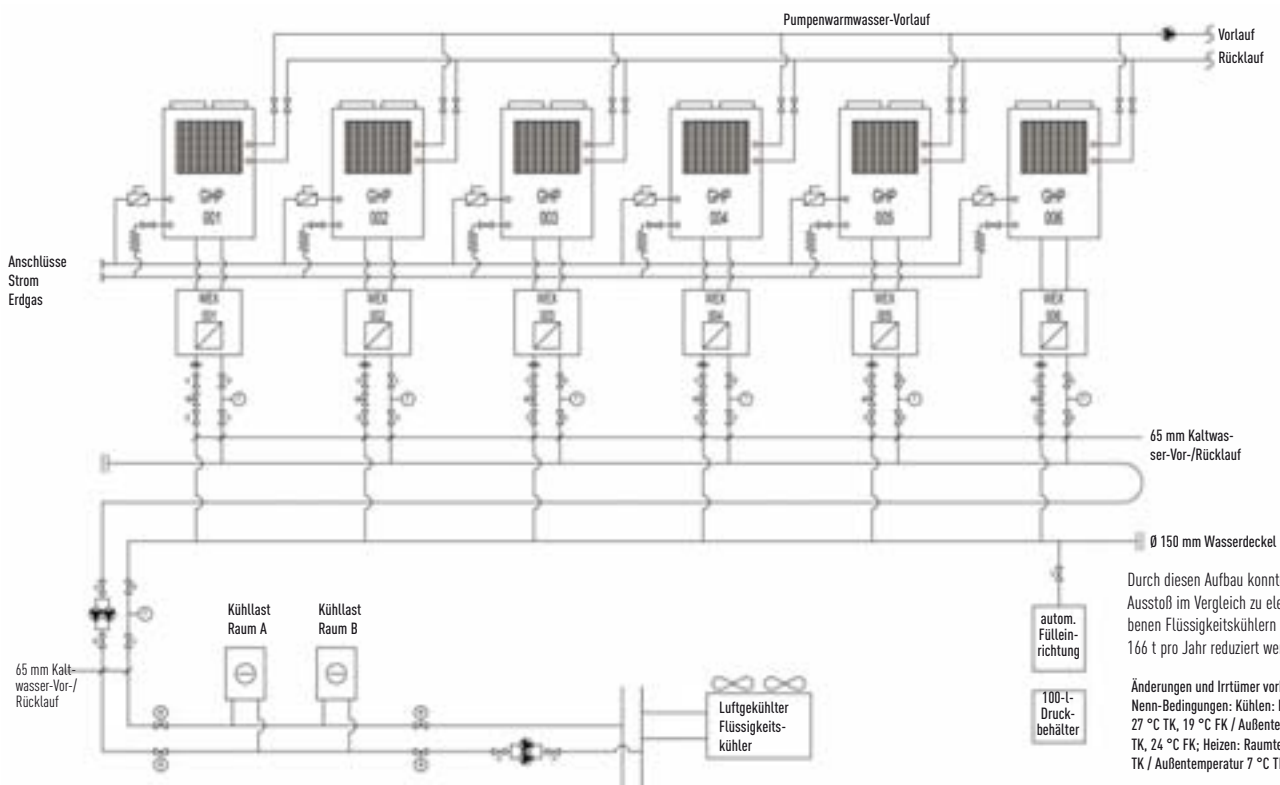 Pumpenwarmwasser-Vorlauf
Vorlauf
Rücklauf
GHP
001
GHP
002
GHP
003
GHP
004
GHP
005
GHP
006
Anschlüsse
Strom
Erdgas
WEX
001
WEX
002
WEX
003
WEX
004
WEX
005
WEX
006
65 mm Kaltwas-
ser-Vor-/Rücklauf
Ø 150 mm Wasserdeckel
Durch diesen Aufbau konnt
Ausstoß im Vergleich zu ele
benen Flüssigkeitskühlern
166 t pro Jahr reduziert we
Kühllast
Raum A
Kühllast
Raum B
autom.
Füllein-
richtung
65 mm Kalt-
wasser-Vor-/
Rücklauf
Luftgekühlter
Flüssigkeits-
kühler
100-l-
Druck-
behälter
Änderungen und Irrtümer vor
Nenn-Bedingungen: Kühlen:
27 °C TK, 19 °C FK / Außente
TK, 24 °C FK; Heizen: Raumte
TK / Außentemperatur 7 °C T